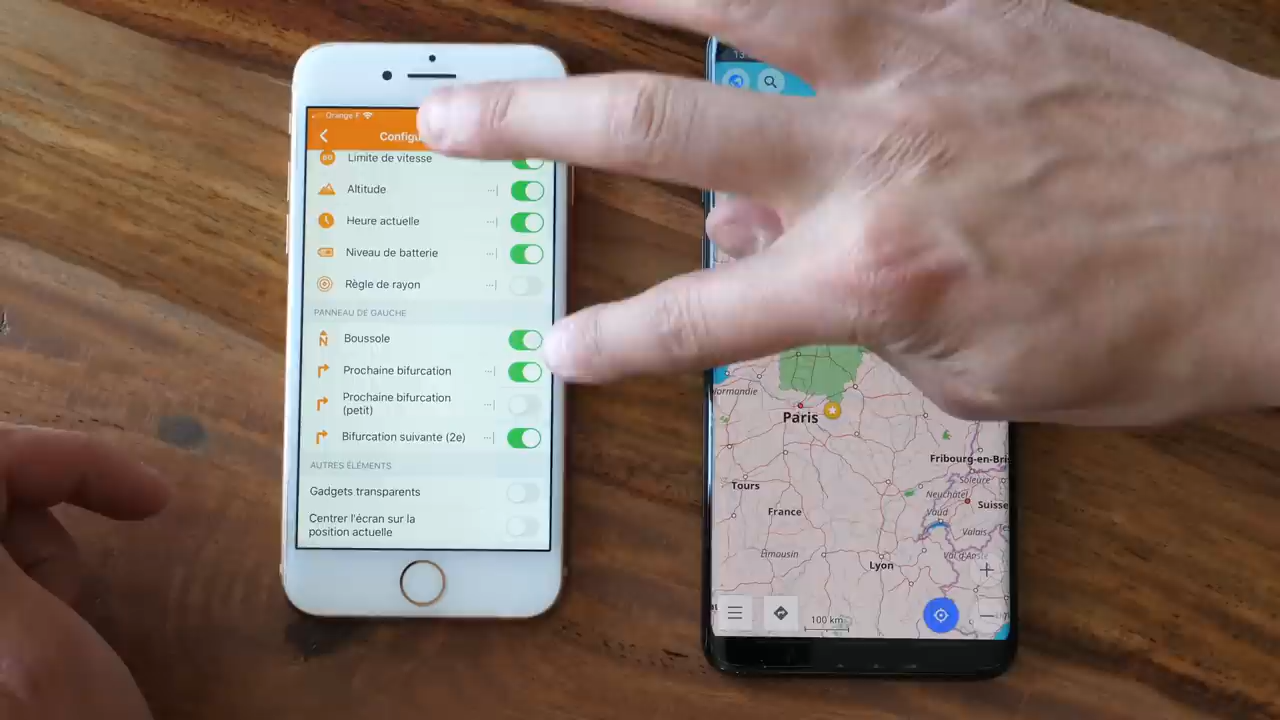 Orange F
Limite de vitesse
Altitude
Heure actuelle
Niveau de batterie
Règle de rayon
PANNEAU DE GAUCHE
Boussole
Prochaine bifurcation
Prochaine bifurcation
(petit)
Bifurcation suivante (2e)
AUTRES ÉLÉMENTS
Gadgets transparents
Centrer l'écran sur la
position actuelle
Paris
Tours
France
Limousin
Lyon
Fribourg-en-Bris
Soleure
Neuchâtel
Suisse
Vaud
Valais
Val d'Aoste
100 km